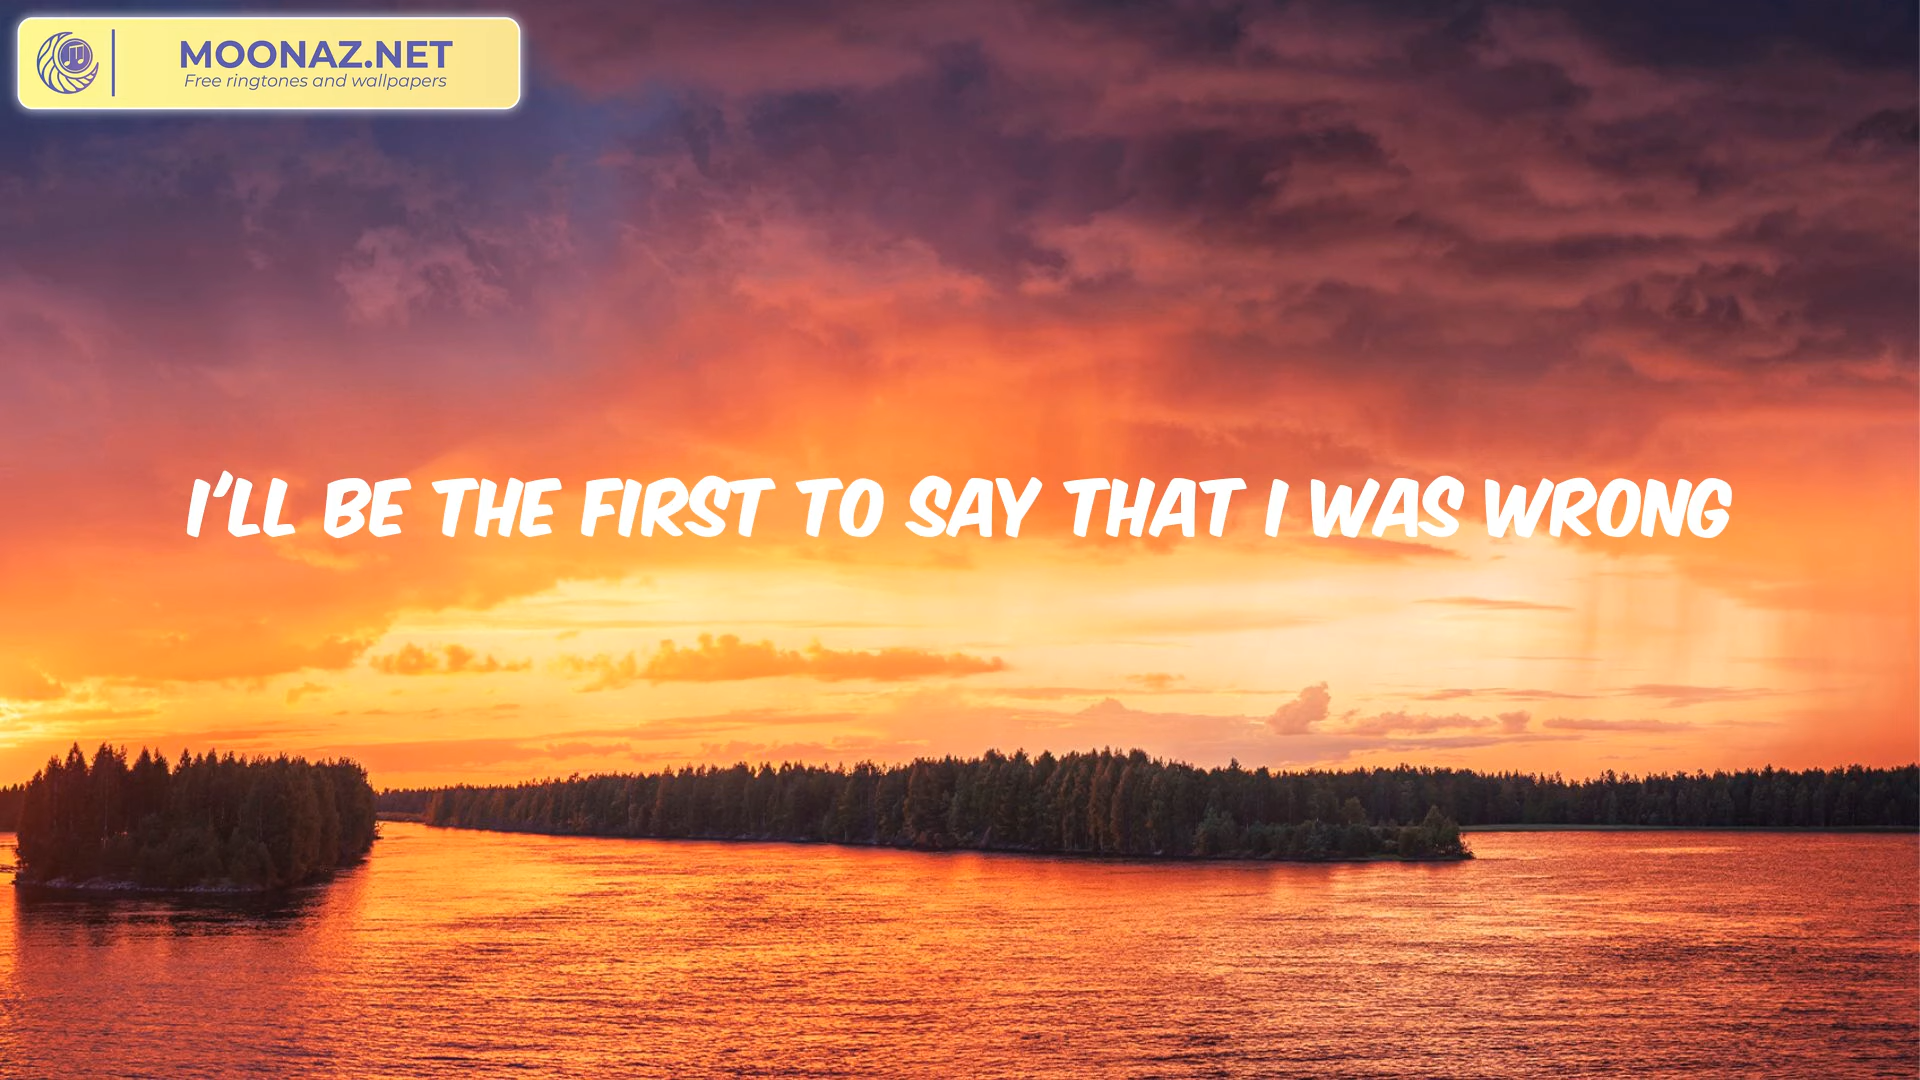 MOONAZ.NET
Free ringtones and wallpapers
I'LL BE THE FIRST TO SAY THAT I WAS WRONG